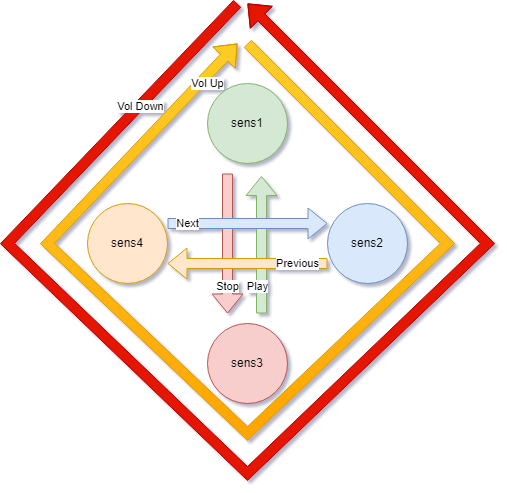 Vol Up
Vol Down
sens1
Next
sens4
sens2
Previous
Stop
Play
sens3